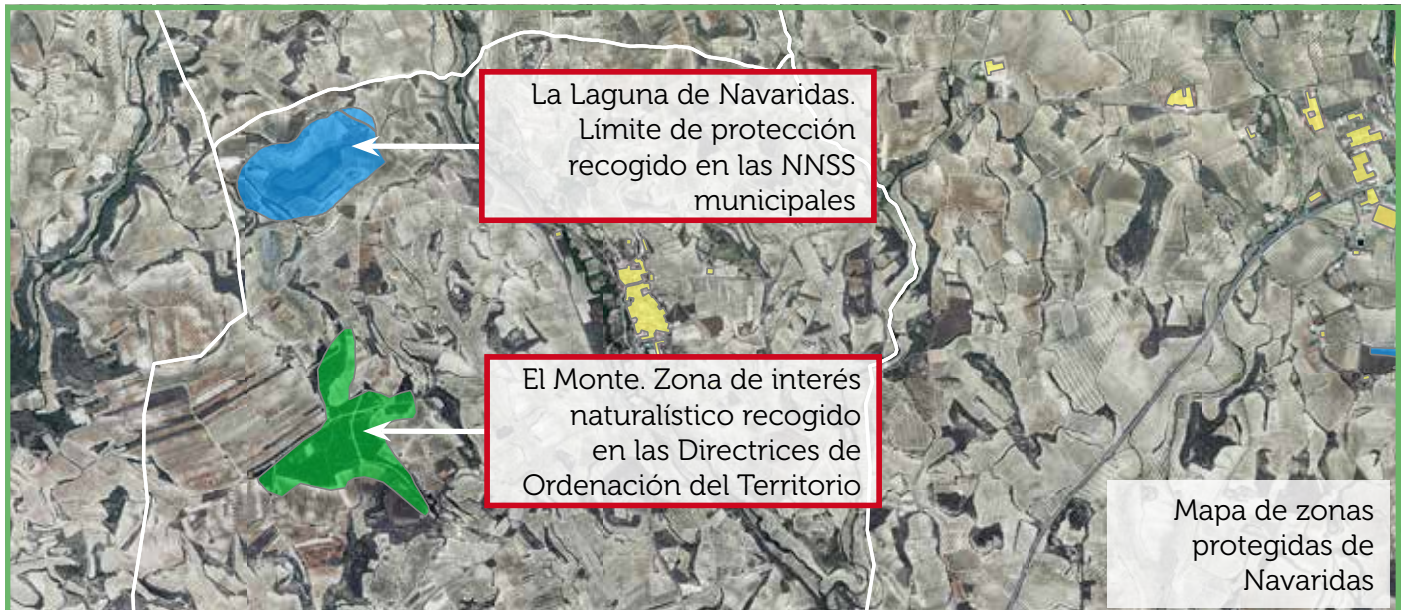 La Laguna de Navaridas.
Límite de protección
recogido en las NNSS
municipales
El Monte. Zona de interés
naturalístico recogido
en las Directrices de
Ordenación del Territorio
Mapa de zonas
protegidas de
Navaridas